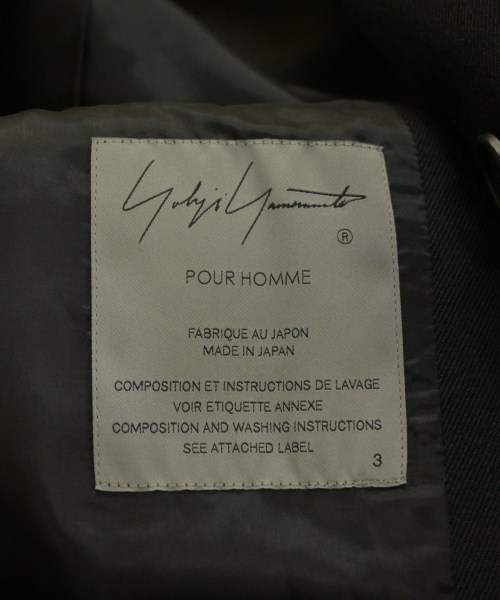 Yohji Yamamoto
®
POUR HOMME
FABRIQUE AU JAPON
MADE IN JAPAN
COMPOSITION ET INSTRUCTIONS DE LAVAGE
VOIR ETIQUETTE ANNEXE
COMPOSITION AND WASHING INSTRUCTIONS
SEE ATTACHED LABEL
3